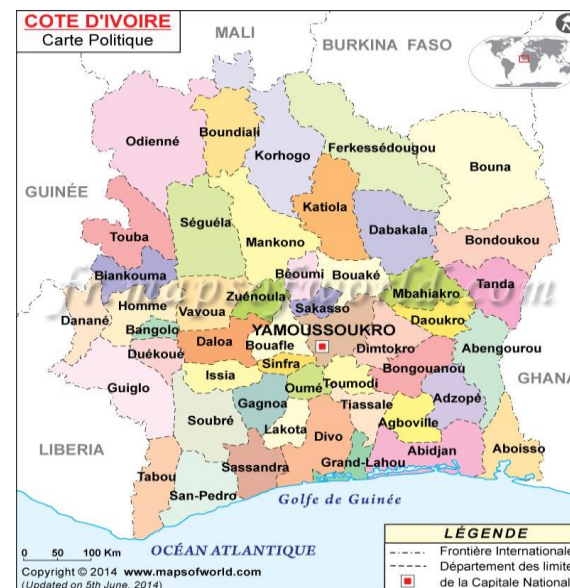 COTE D'IVOIRE
Carte Politique
MALI
BURKINA FASO
Odienné
Boundiali
Korhogo
Ferkessédougou
Bouna
GUINÉE
Katiola
Touba
Séguéla
Mankono
Dabakala
Bondoukou
Biankouma
Béoumi
Bouaké
Tanda
fr.mapsofworld.com
Danané
Homme
Vavoua
Zuénoula
Sakasso
Mbahiakro
Daoukro
Bangolo
YAMOUSSOUKRO
Daloa
Bouafle
Dimtokro
Abengourou
Duékoué
Sinfra
Bongouanou
Guiglo
Issia
Oumé
Toumodi
GHANA
Gagnoa
Tiassale
Adzopé
Soubré
Lakota
Divo
Agboville
LIBERIA
Abidjan
Aboisso
Tabou
Sassandra
Grand-Lahou
San-Pedro
Golfe de Guinée
OCÉAN ATLANTIQUE
0 50 100 Km
Copyright © 2014 www.mapsofworld.com
(Updated on 5th June, 2014)
LÉGENDE
Frontière Internationale
Département des limite
de la Capitale National